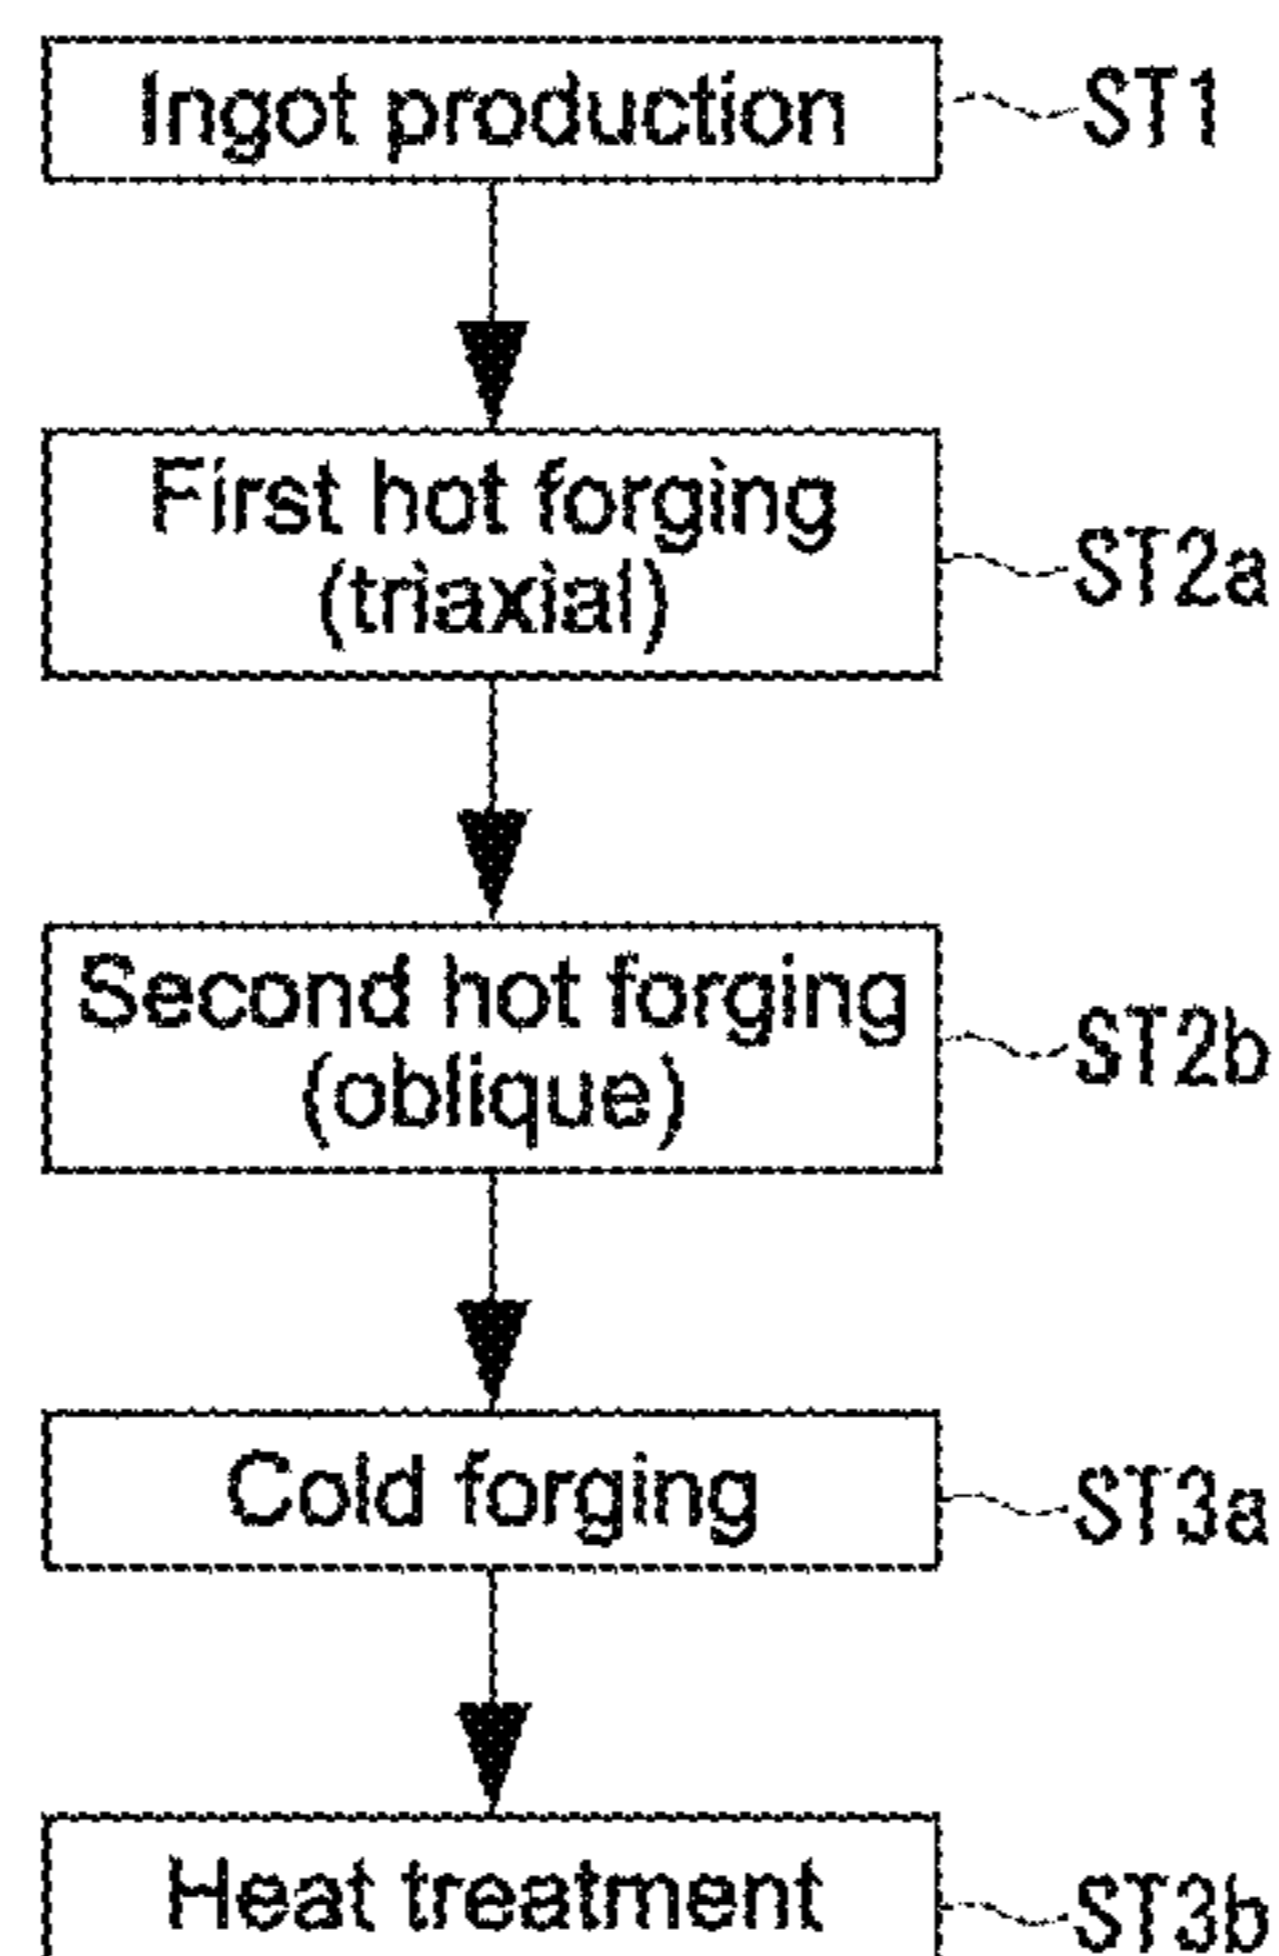 Ingot production ST1
First hot forging
(triaxial) ST2a
Second hot forging
(oblique) ST2b
Cold forging ST3a
Heat treatment ST3b